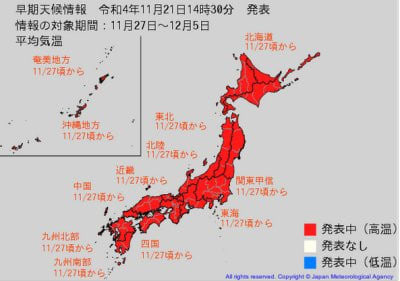 早期天候情報　令和4年11月21日14時30分　発表
情報の対象期間：11月27日～12月5日
平均気温
北海道
11/27頃から
奄美地方
11/27頃から
沖縄地方
11/27頃から
東北
11/27頃から
北陸
11/27頃から
近畿
11/27頃から
中国
11/27頃から
関東甲信
11/27頃から
東海
11/27頃から
四国
11/27頃から
九州北部
11/27頃から
九州南部
11/27頃から
発表中（高温）
発表なし
発表中（低温）
All rights reserved. Copyright © Japan Meteorological Agency